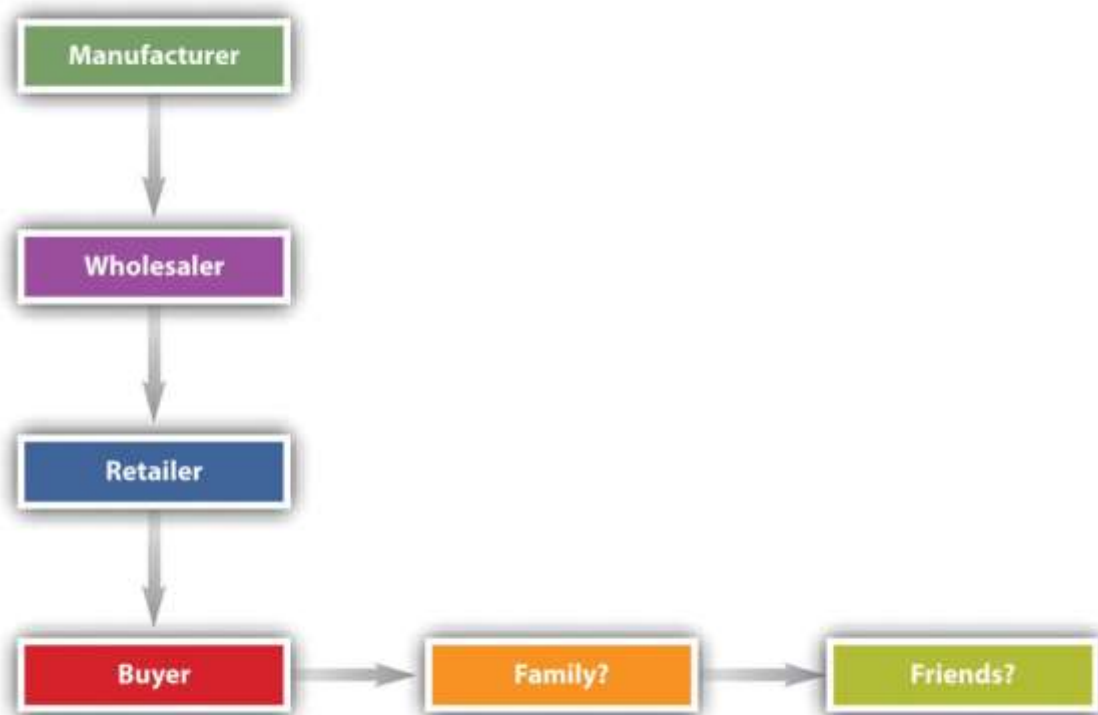 Manufacturer
Wholesaler
Retailer
Buyer
Family?
Friends?